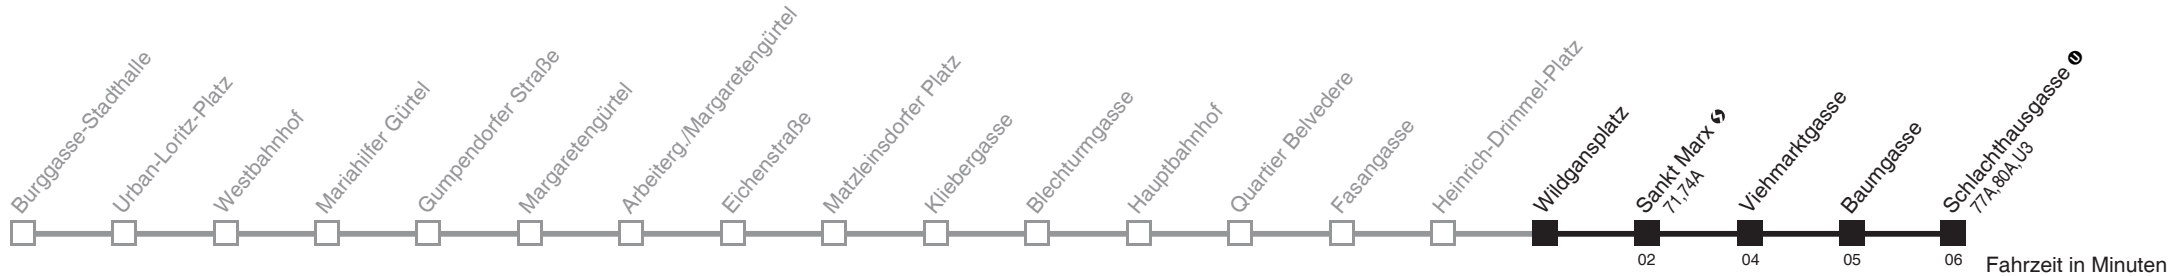 Burggasse-Stadthalle
Urban-Loritz-Platz
Westbahnhof
Mariahilfer Gürtel
Gumpendorfer Straße
Margaretengürtel
Arbeiterg./Margaretengürtel
Eichenstraße
Matzleinsdorfer Platz
Kliebergasse
Blechturmgasse
Hauptbahnhof
Quartier Belvedere
Fasangasse
Heinrich-Drimmel-Platz
Wildgansplatz
Sankt Marx S
71,74A
Viehmarktgasse
Baumgasse
Schlachthausgasse U
77A,80A,U3
02
04
05
06
Fahrzeit in Minuten